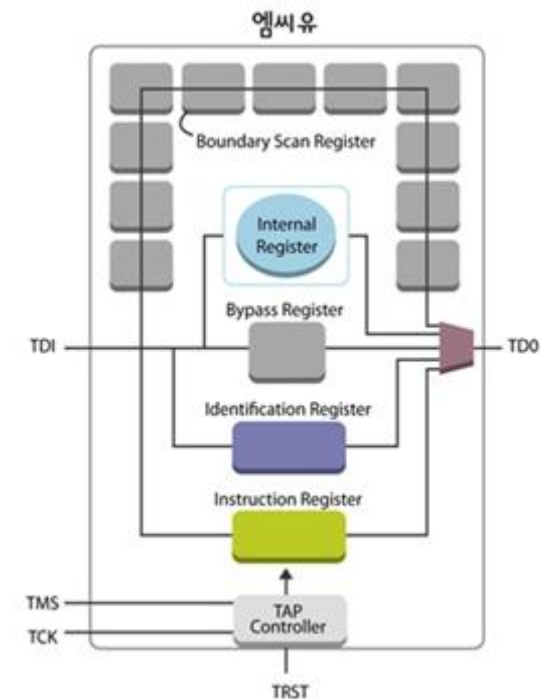 엠씨유
Boundary Scan Register
Internal
Register
Bypass Register
TDI
TD0
Identification Register
Instruction Register
TMS
TCK
TAP
Controller
TRST